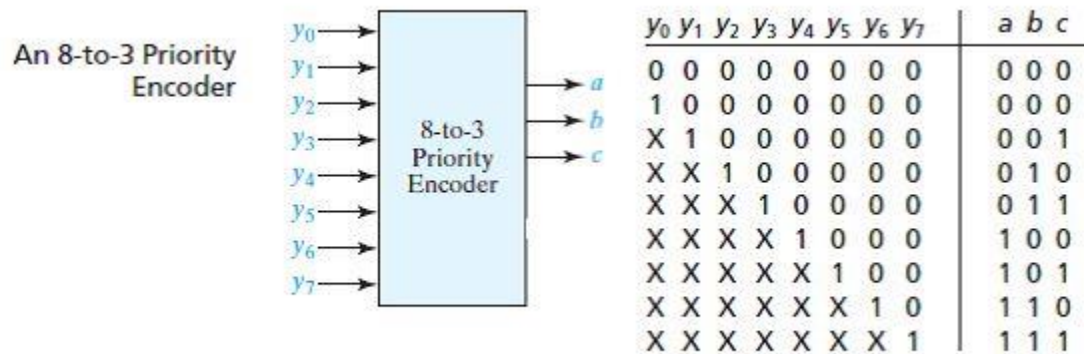 An 8-to-3 Priority
Encoder
y0
y1
y2
y3
y4
y5
y6
y7
8-to-3
Priority
Encoder
a
b
c
y0 y1 y2 y3 y4 y5 y6 y7 a b c
0 0 0 0 0 0 0 0 0 0 0
1 0 0 0 0 0 0 0 0 0 0
X 1 0 0 0 0 0 0 0 0 1
X X 1 0 0 0 0 0 0 1 0
X X X 1 0 0 0 0 0 1 1
X X X X 1 0 0 0 1 0 0
X X X X X 1 0 0 1 0 1
X X X X X X 1 0 1 1 0
X X X X X X X 1 1 1 1